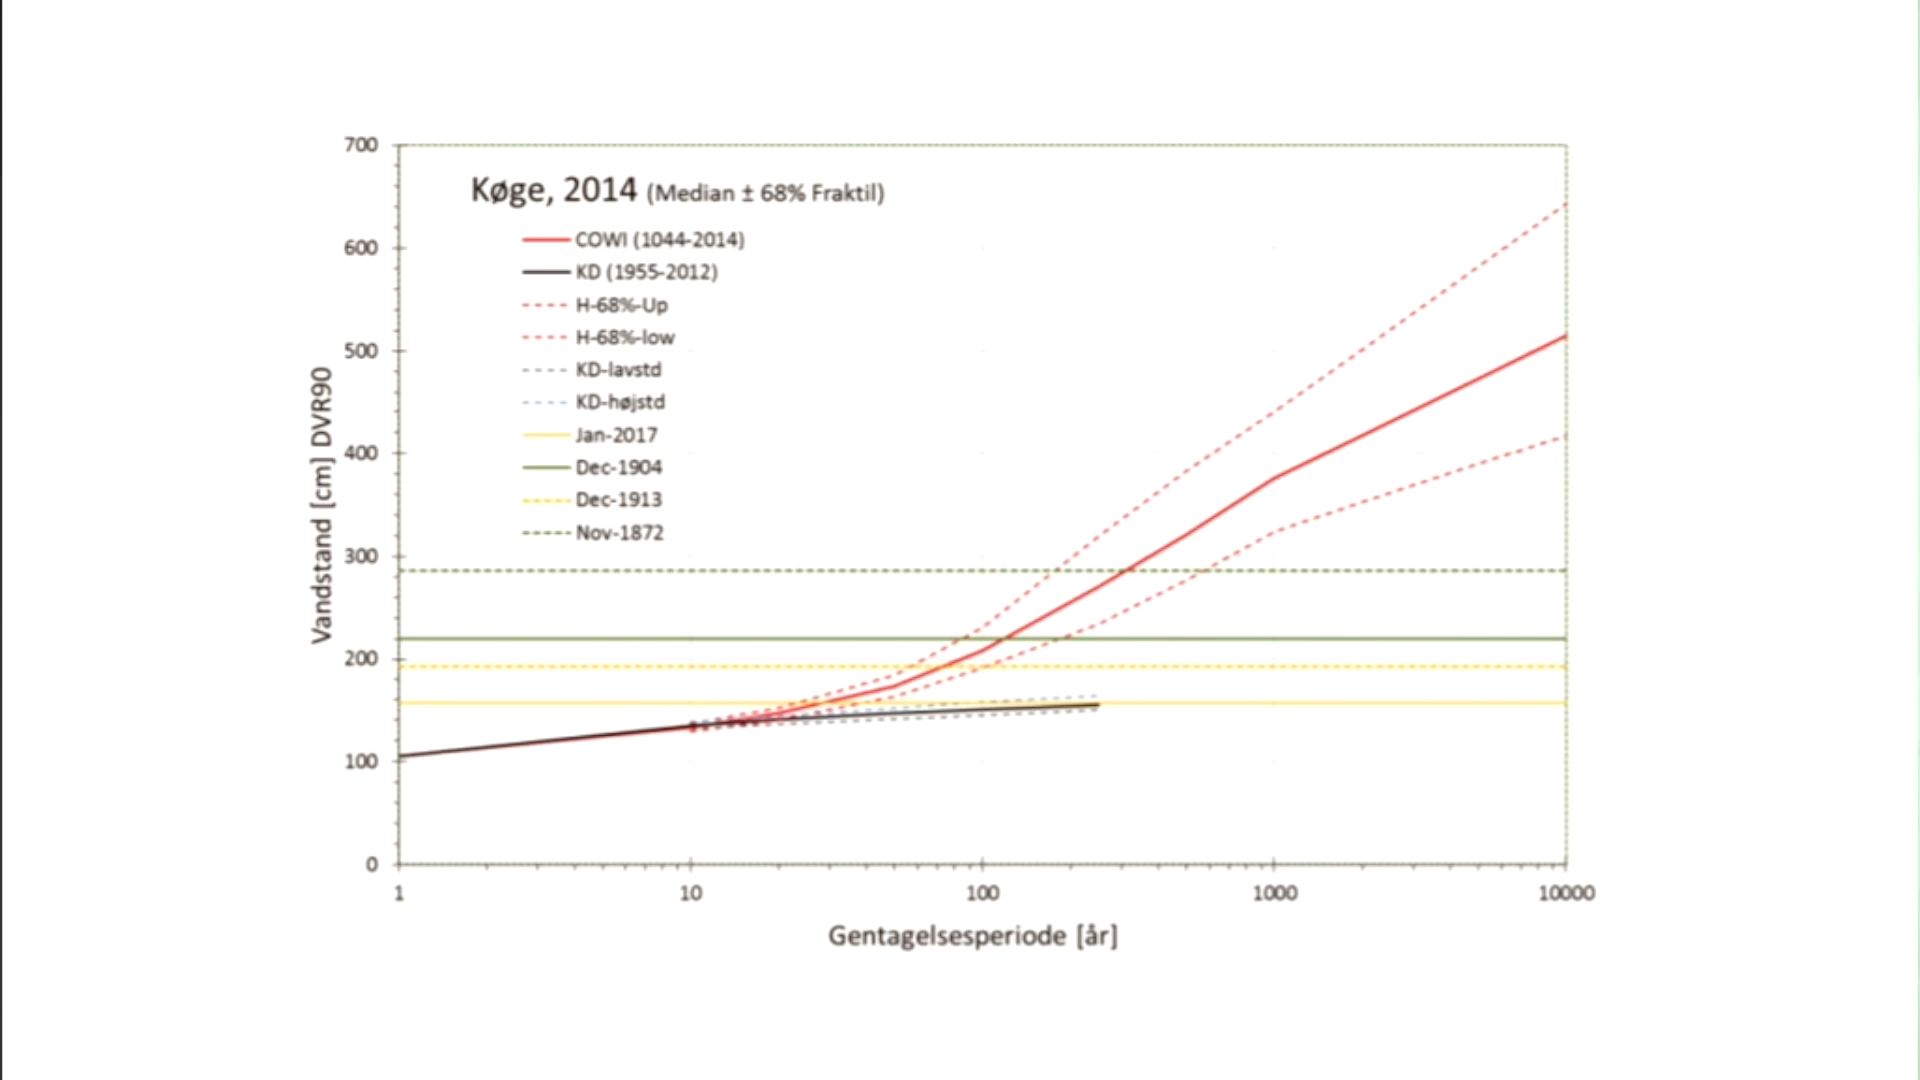 Køge, 2014 (Median ± 68% Fraktil)
COWI (1044-2014)
KD (1955-2012)
H-68%-Up
H-68%-low
KD-lavstd
KD-højstd
Jan-2017
Dec-1904
Dec-1913
Nov-1872
Vandstand [cm] DVR90
700
600
500
400
300
200
100
0
1
10
100
1000
10000
Gentagelsesperiode [år]